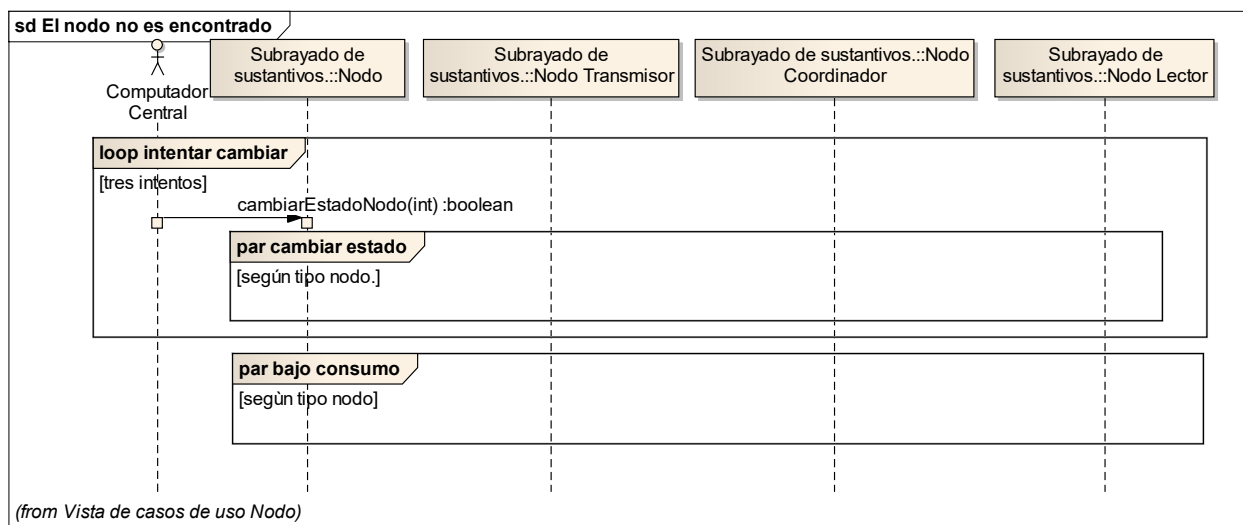 sd El nodo no es encontrado
Computador
Central
Subrayado de
sustantivos.::Nodo
Subrayado de
sustantivos.::Nodo Transmisor
Subrayado de sustantivos.::Nodo
Coordinador
Subrayado de
sustantivos.::Nodo Lector
loop intentar cambiar
[tres intentos]
cambiarEstadoNodo(int) :boolean
par cambiar estado
[según tipo nodo.]
par bajo consumo
[segùn tipo nodo]
(from Vista de casos de uso Nodo)